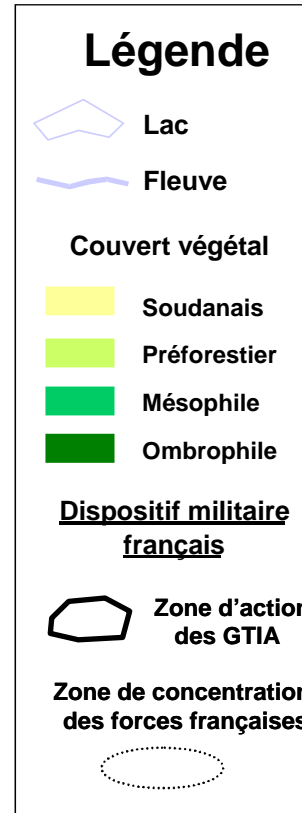 Légende
Lac
Fleuve
Couvert végétal
Soudanais
Préforestier
Mésophile
Ombrophile
Dispositif militaire
français
Zone d’action
des GTIA
Zone de concentration
des forces françaises